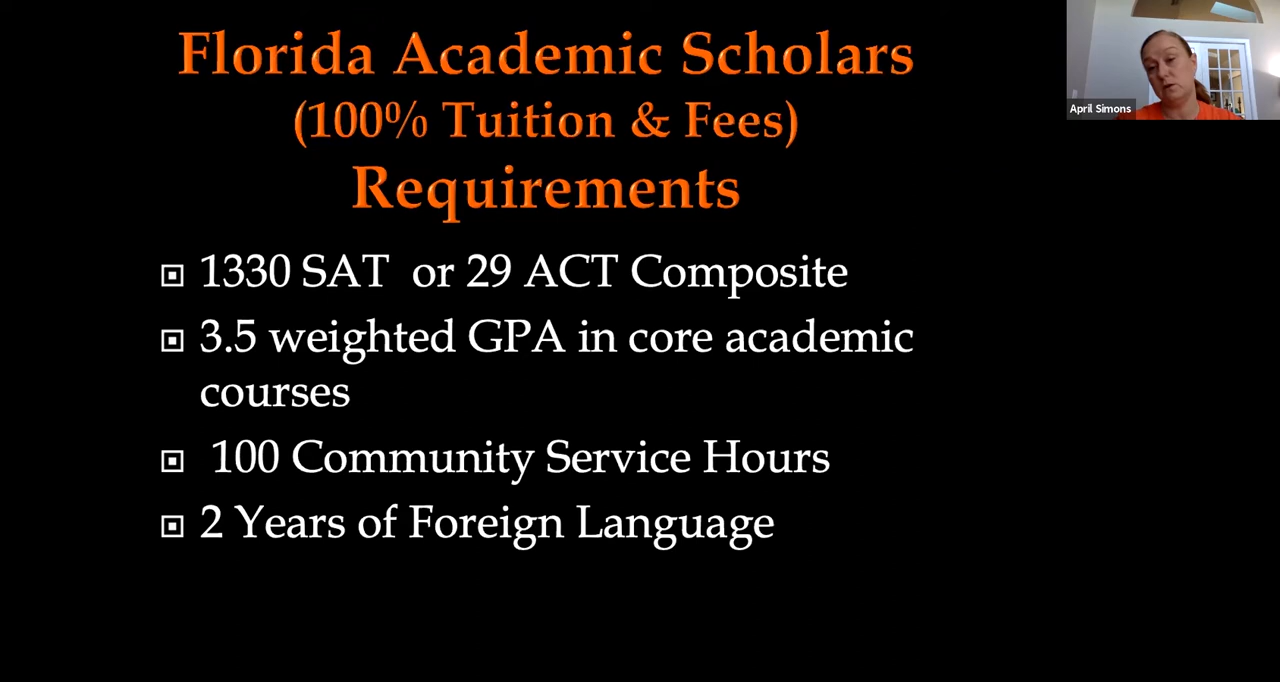 Florida Academic Scholars
(100% Tuition & Fees)
Requirements
1330 SAT or 29 ACT Composite
3.5 weighted GPA in core academic
courses
100 Community Service Hours
2 Years of Foreign Language
April Simons